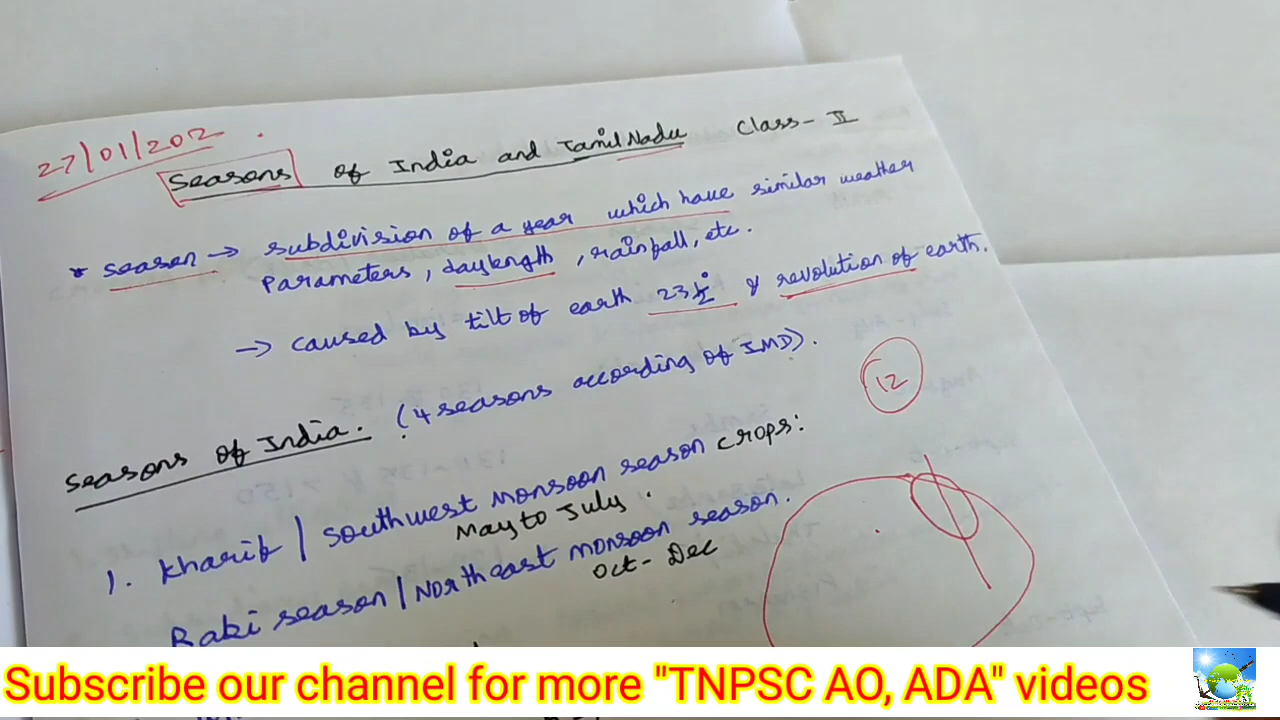 27/01/202
Seasons of India and TamilNadu Class - II
* season → subdivision of a year which have similar weather
parameters, daylength, rainfall, etc.
→ caused by tilt of earth 23½° & revolution of earth.
12
Seasons of India. (4 seasons according of IMD).
1. Kharif / Southwest Monsoon season crops:
May to July.
Rabi season / Northeast monsoon season.
Oct - Dec
Subscribe our channel for more "TNPSC AO, ADA" videos